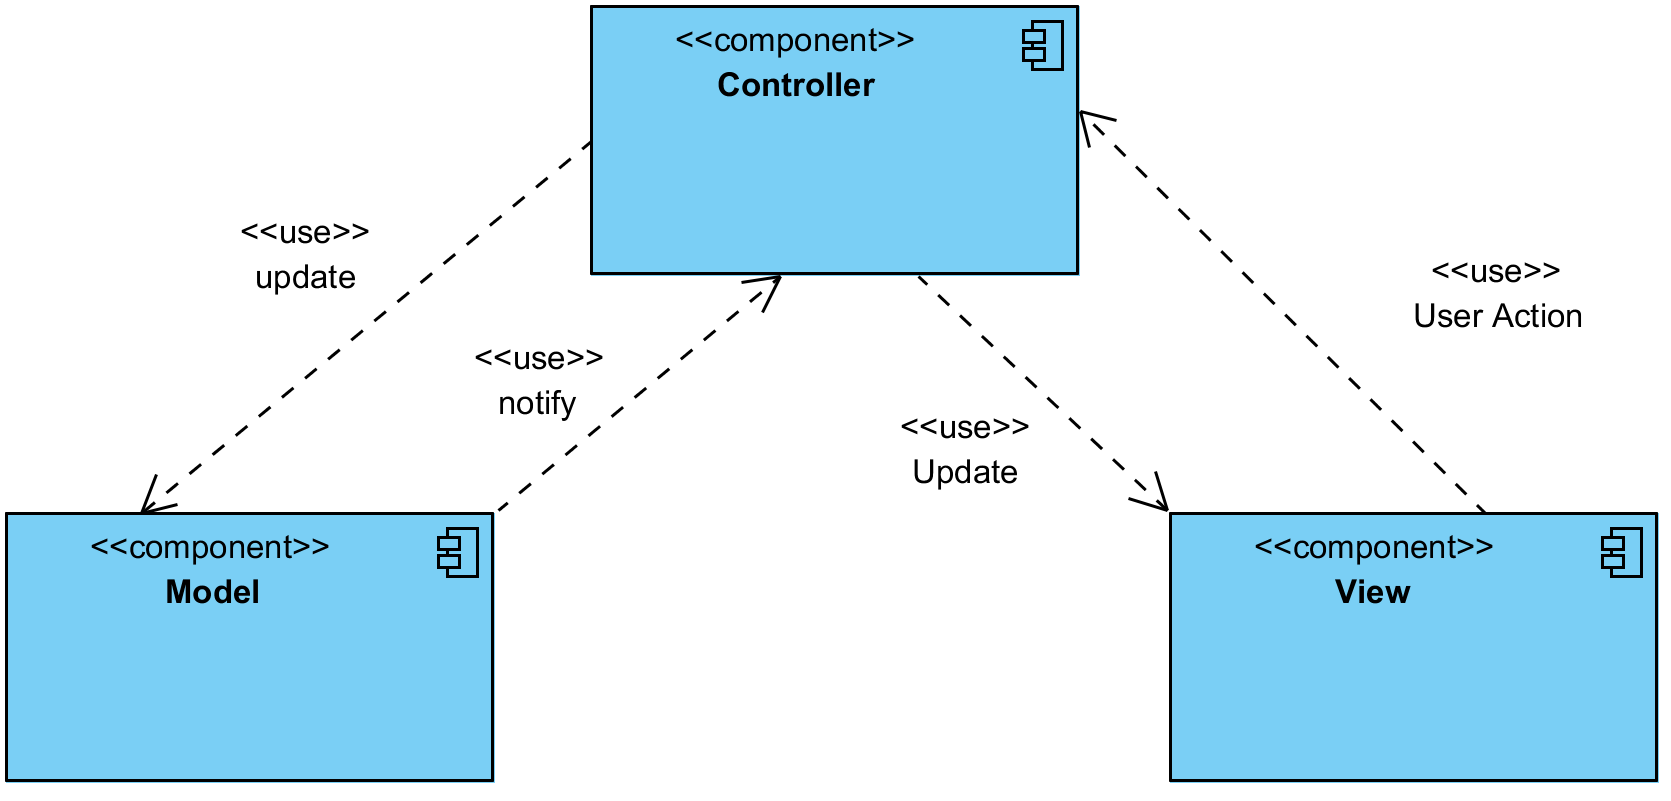 <<component>>
Controller
<<use>>
update
<<use>>
User Action
<<use>>
notify
<<use>>
Update
<<component>>
Model
<<component>>
View